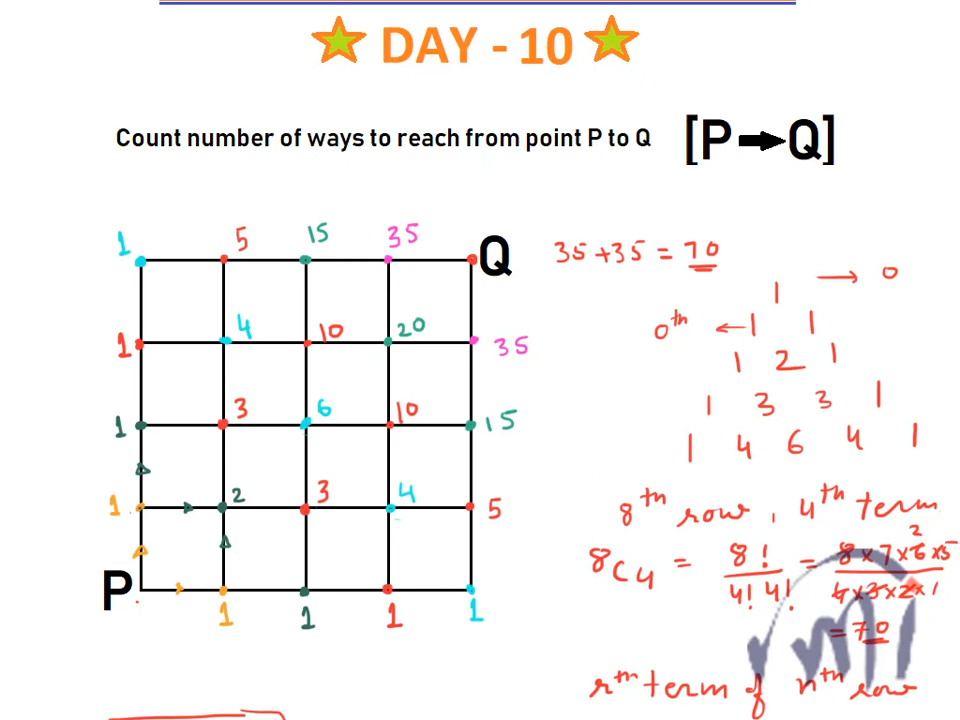 DAY - 10
Count number of ways to reach from point P to Q [P→Q]
1 5 15 35 Q
1 4 10 20 35
1 3 6 10 15
1 2 3 4 5
P 1 1 1 1
35 + 35 = 70
1 → 0
0th ← 1 1
1 2 1
1 3 3 1
1 4 6 4 1
8th row, 4th term
8C4 = 8! / 4! 4! = 8 × 7 × 6 2 × 5 / 4 × 3 × 2 × 1
= 70
rth term of nth row